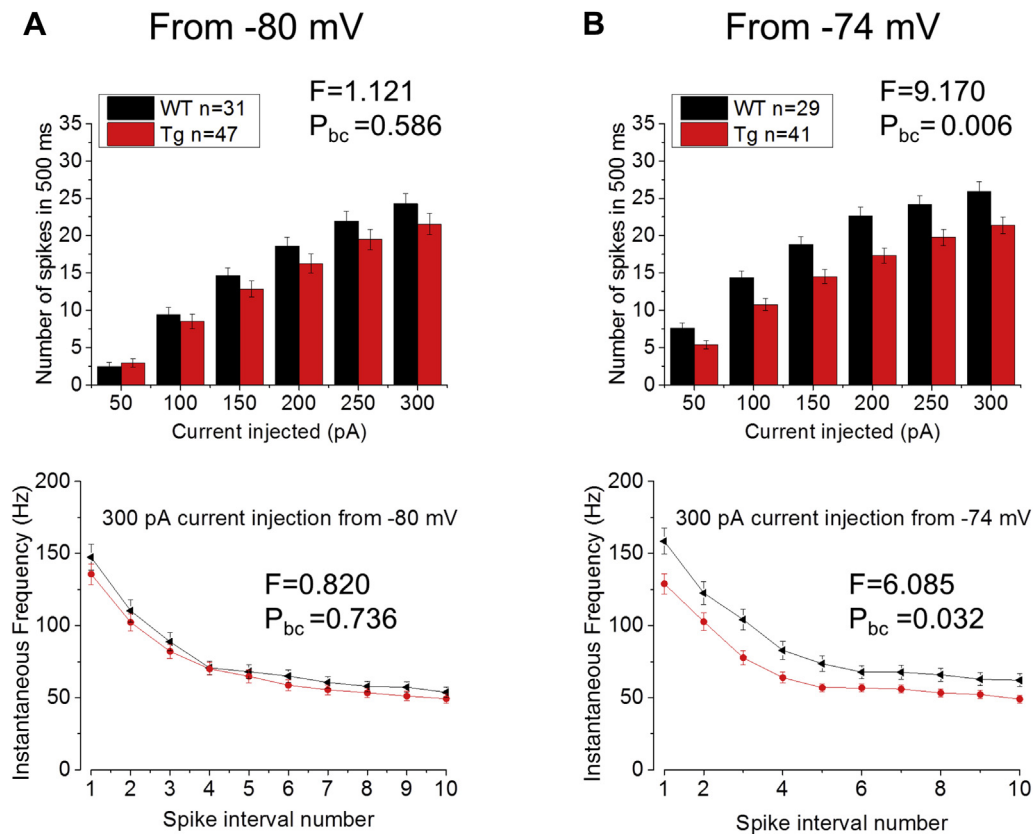 A
From -80 mV
WT n=31
Tg n=47
F=1.121
Pbc=0.586
Number of spikes in 500 ms
35
30
25
20
15
10
5
0
50 100 150 200 250 300
Current injected (pA)
Instantaneous Frequency (Hz)
200
150
100
50
0
300 pA current injection from -80 mV
F=0.820
Pbc=0.736
1 2 3 4 5 6 7 8 9 10
Spike interval number
B
From -74 mV
WT n=29
Tg n=41
F=9.170
Pbc=0.006
Number of spikes in 500 ms
35
30
25
20
15
10
5
0
50 100 150 200 250 300
Current injected (pA)
Instantaneous Frequency (Hz)
200
150
100
50
0
300 pA current injection from -74 mV
F=6.085
Pbc=0.032
1 2 4 6 8 10
Spike interval number